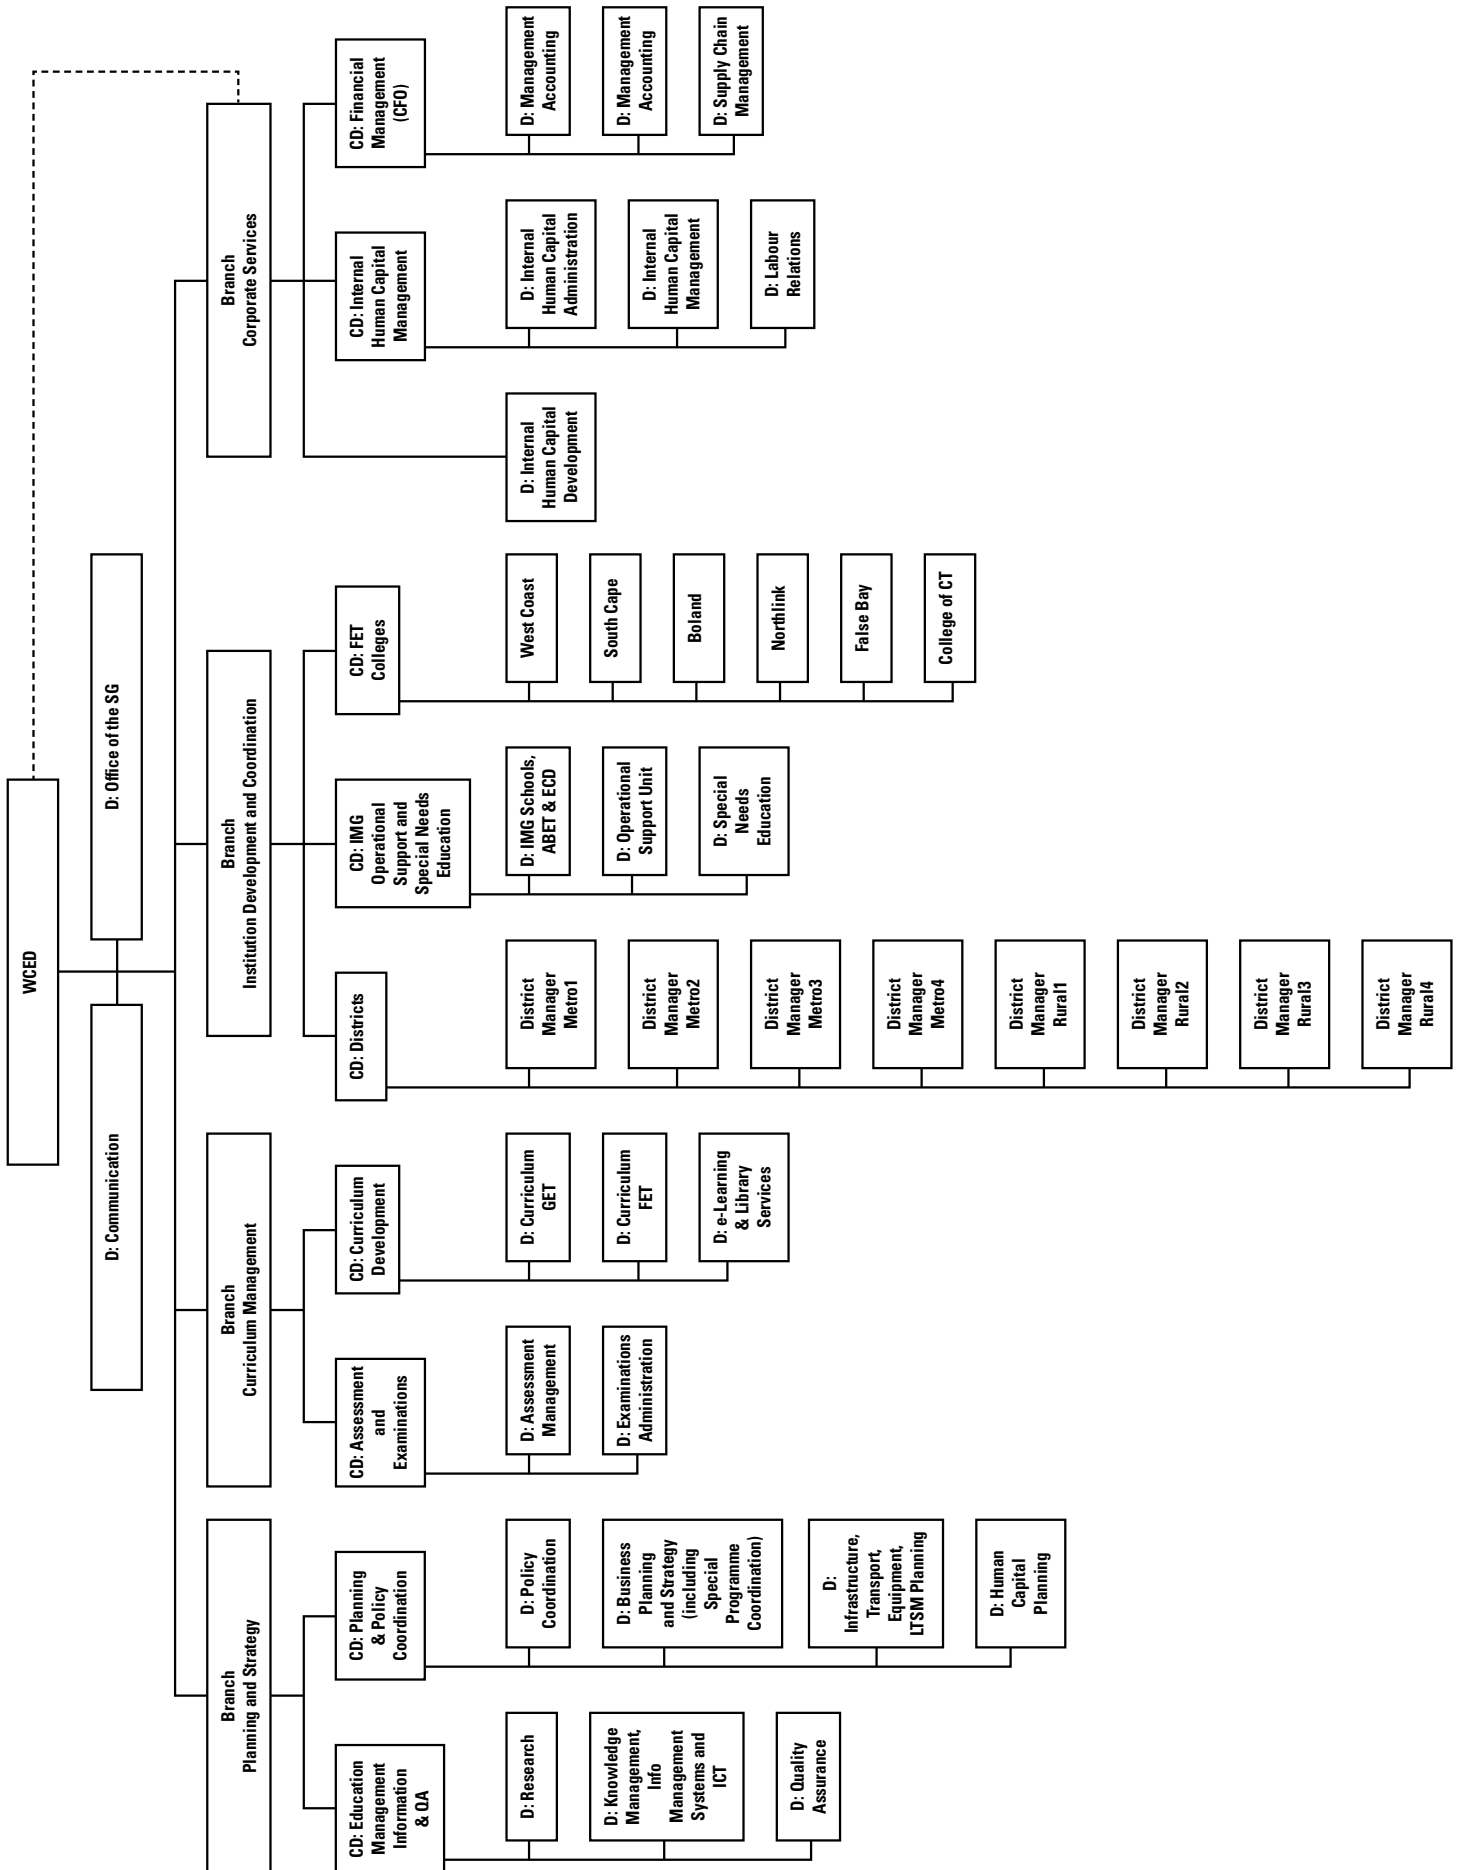 WCED
D: Communication
D: Office of the SG
Branch
Planning and Strategy
Branch
Curriculum Management
Branch
Institution Development and Coordination
Branch
Corporate Services
CD: Education
Management
Information
& QA
CD: Planning
& Policy
Coordination
CD: Assessment
and
Examinations
CD: Curriculum
Development
CD: Districts
CD: IMG
Operational
Support and
Special Needs
Education
CD: FET
Colleges
CD: Internal
Human Capital
Management
CD: Financial
Management
(CFO)
D: Research
D: Knowledge
Management,
Info
Management
Systems and
ICT
D: Quality
Assurance
D: Policy
Coordination
D: Business
Planning
and Strategy
(including
Special
Programme
Coordination)
D:
Infrastructure,
Transport,
Equipment,
LTSM Planning
D: Human
Capital
Planning
D: Assessment
Management
D: Examinations
Administration
D: Curriculum
GET
D: Curriculum
FET
D: e-Learning
& Library
Services
District
Manager
Metro1
District
Manager
Metro2
District
Manager
Metro3
District
Manager
Metro4
District
Manager
Rural1
District
Manager
Rural2
District
Manager
Rural3
District
Manager
Rural4
D: IMG Schools,
ABET & ECD
D: Operational
Support Unit
D: Special
Needs
Education
West Coast
South Cape
Boland
Northlink
False Bay
College of CT
D: Internal
Human Capital
Development
D: Internal
Human Capital
Administration
D: Internal
Human Capital
Management
D: Labour
Relations
D: Management
Accounting
D: Management
Accounting
D: Supply Chain
Management